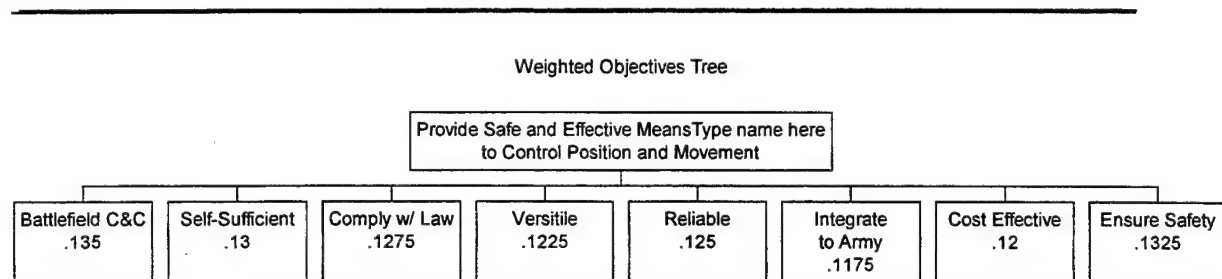 Weighted Objectives Tree
Provide Safe and Effective MeansType name here
to Control Position and Movement
Battlefield C&C
.135
Self-Sufficient
.13
Comply w/ Law
.1275
Versitile
.1225
Reliable
.125
Integrate
to Army
.1175
Cost Effective
.12
Ensure Safety
.1325